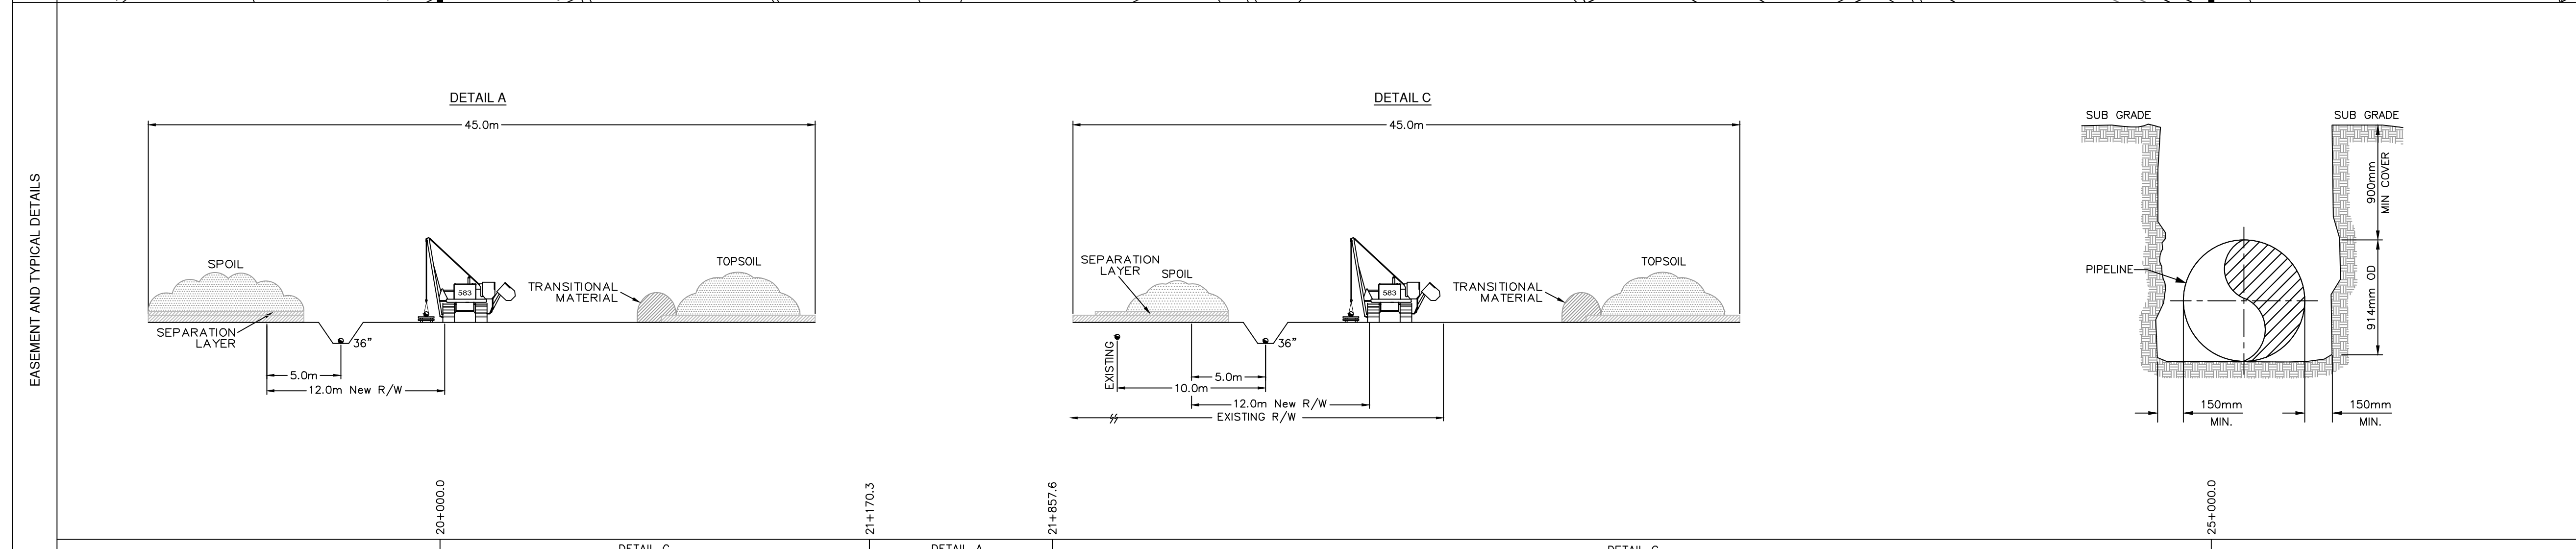 EASEMENT AND TYPICAL DETAILS
DETAIL A
45.0m
SPOIL
583
TRANSITIONAL
MATERIAL
TOPSOIL
SEPARATION
LAYER
36"
5.0m
12.0m New R/W
DETAIL C
45.0m
SEPARATION
LAYER
SPOIL
583
TRANSITIONAL
MATERIAL
TOPSOIL
EXISTING
36"
5.0m
10.0m
12.0m New R/W
EXISTING R/W
SUB GRADE
SUB GRADE
900mm
MIN COVER
PIPELINE
914mm OD
150mm
MIN.
150mm
MIN.
20+000.0
21+170.3
21+857.6
25+000.0
DETAIL C
DETAIL A
DETAIL C